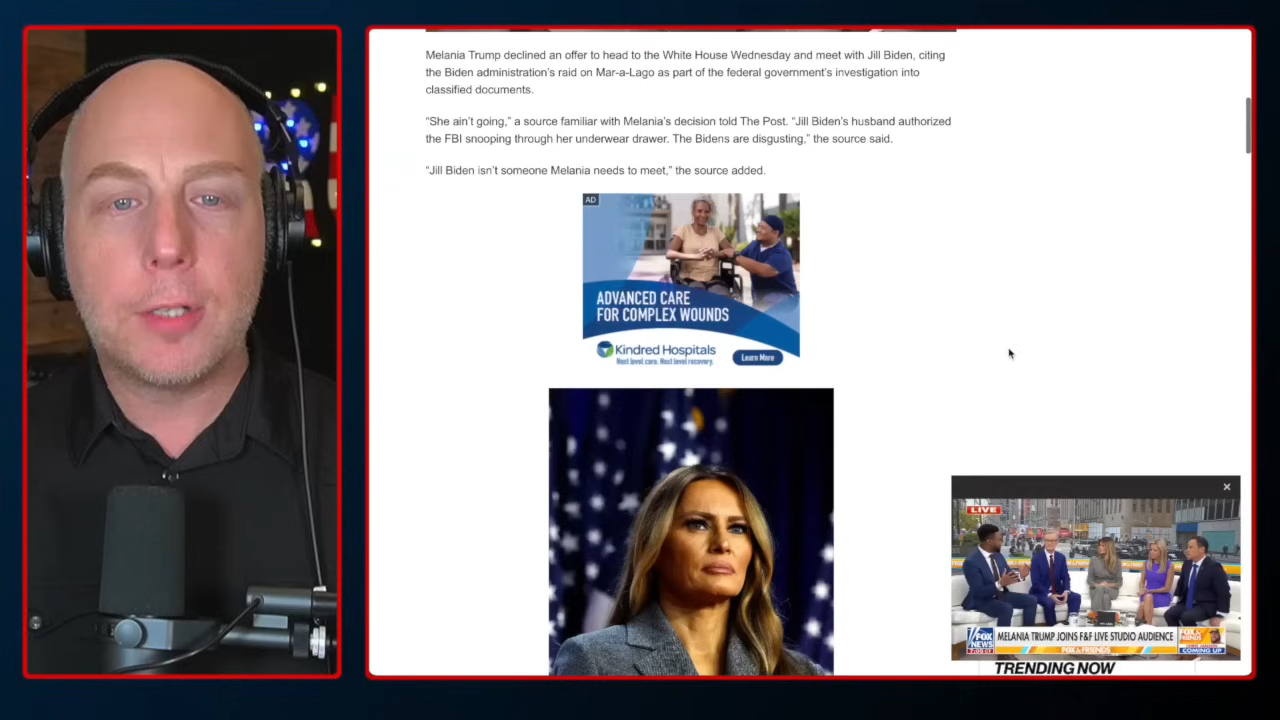 Melania Trump declined an offer to head to the White House Wednesday and meet with Jill Biden, citing
the Biden administration's raid on Mar-a-Lago as part of the federal government's investigation into
classified documents.
“She ain't going,” a source familiar with Melania's decision told The Post. “Jill Biden's husband authorized
the FBI snooping through her underwear drawer. The Bidens are disgusting,” the source said.
“Jill Biden isn't someone Melania needs to meet,” the source added.
AD
ADVANCED CARE
FOR COMPLEX WOUNDS
Kindred Hospitals
Next level care. Next level recovery.
Learn More
LIVE
FOX
NEWS
MELANIA TRUMP JOINS F&F LIVE STUDIO AUDIENCE
FOX & FRIENDS
COMING UP
TRENDING NOW